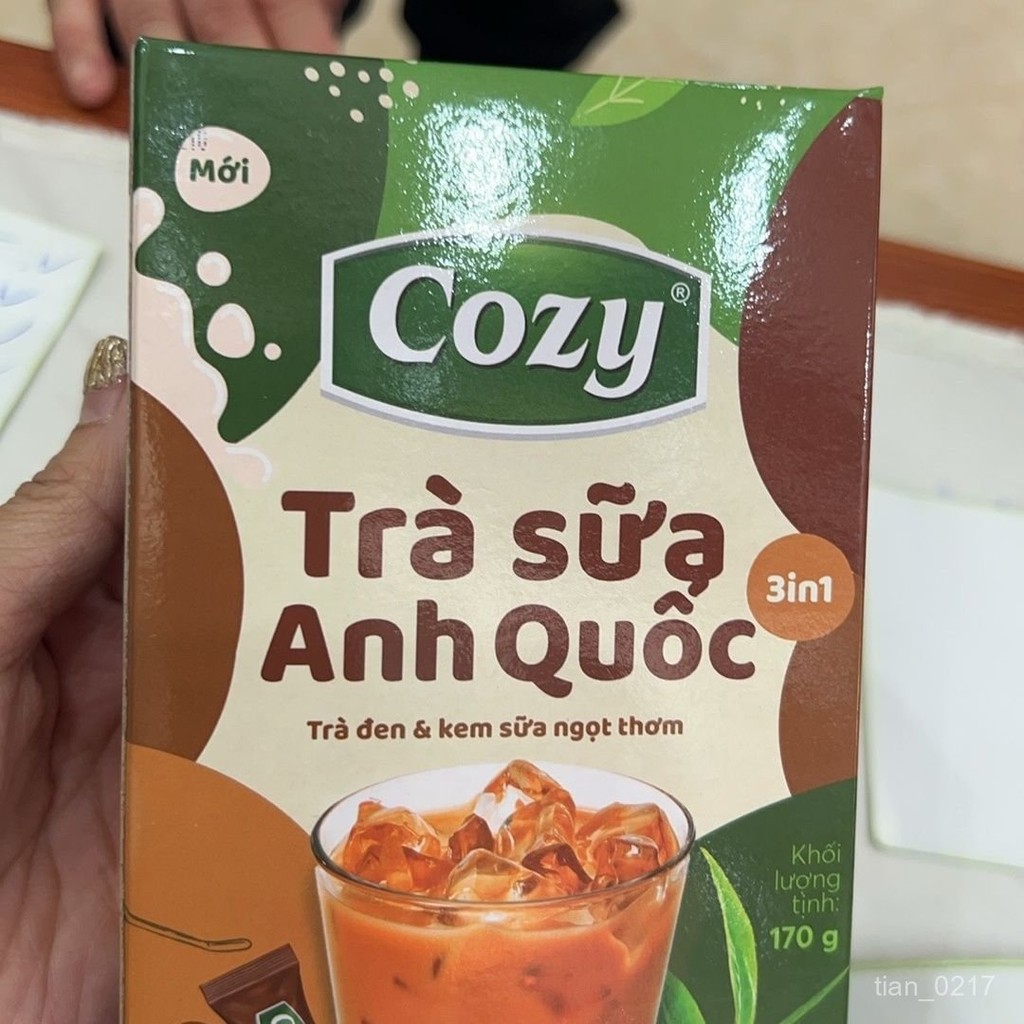 Mới
Cozy®
Trà sữa
Anh Quốc
3in1
Trà đen & kem sữa ngọt thơm
Khối
lượng
tịnh:
170 g
tian_0217